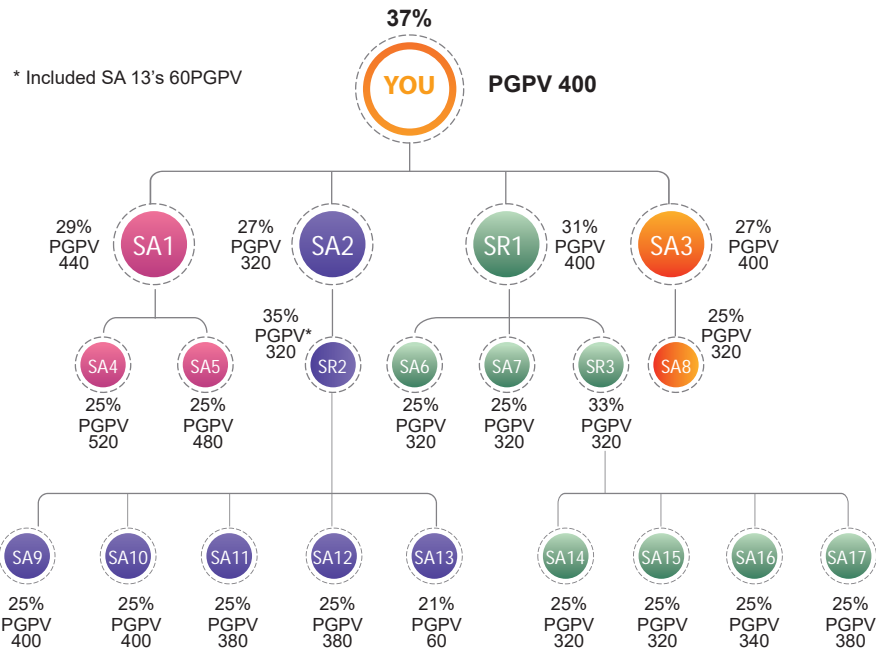 37%
* Included SA 13's 60PGPV
YOU
PGPV 400
29%
PGPV
440
SA1
27%
PGPV
320
SA2
SR1
31%
PGPV
400
SA3
27%
PGPV
400
SA4
25%
PGPV
520
SA5
25%
PGPV
480
35%
PGPV*
320
SR2
SA6
25%
PGPV
320
SA7
25%
PGPV
320
SR3
33%
PGPV
320
SA8
25%
PGPV
320
SA9
25%
PGPV
400
SA10
25%
PGPV
400
SA11
25%
PGPV
380
SA12
25%
PGPV
380
SA13
21%
PGPV
60
SA14
25%
PGPV
320
SA15
25%
PGPV
320
SA16
25%
PGPV
340
SA17
25%
PGPV
380